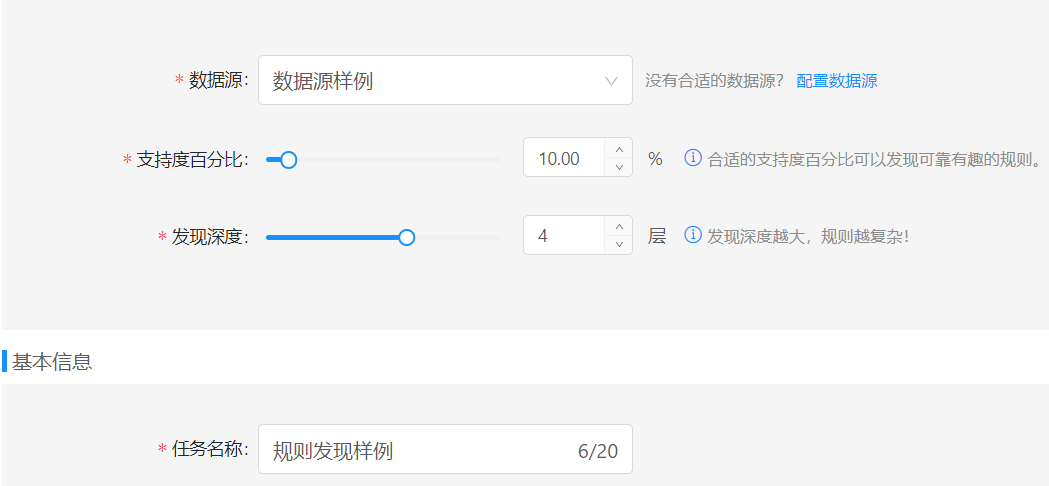 * 数据源： 数据源样例 没有合适的数据源？ 配置数据源
* 支持度百分比： 10.00 % 合适的支持度百分比可以发现可靠有趣的规则。
* 发现深度： 4 层 发现深度越大，规则越复杂！
基本信息
* 任务名称： 规则发现样例 6/20